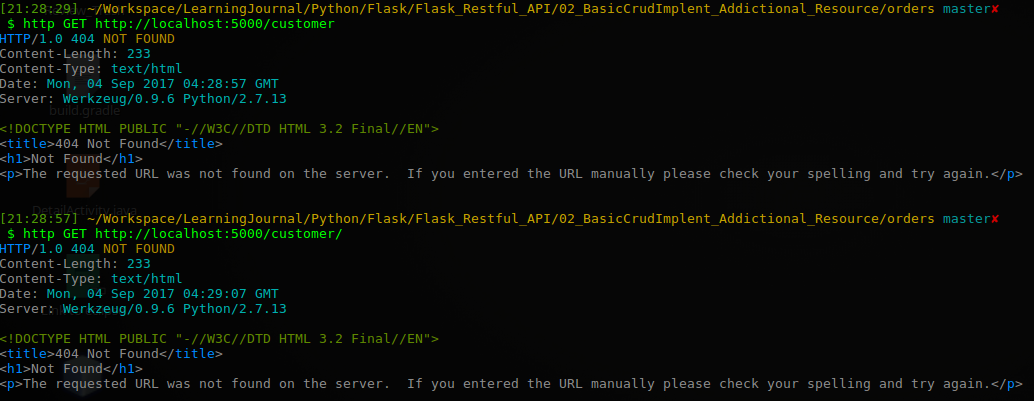 [21:28:29] ~/Workspace/LearningJournal/Python/Flask/Flask_Restful_API/02_BasicCrudImplent_Addictional_Resource/orders master✘
$ http GET http://localhost:5000/customer
HTTP/1.0 404 NOT FOUND
Content-Length: 233
Content-Type: text/html
Date: Mon, 04 Sep 2017 04:28:57 GMT
Server: Werkzeug/0.9.6 Python/2.7.13
build.gradle
<!DOCTYPE HTML PUBLIC "-//W3C//DTD HTML 3.2 Final//EN">
<title>404 Not Found</title>
<h1>Not Found</h1>
<p>The requested URL was not found on the server.  If you entered the URL manually please check your spelling and try again.</p>
DetailActivity.java
[21:28:57] ~/Workspace/LearningJournal/Python/Flask/Flask_Restful_API/02_BasicCrudImplent_Addictional_Resource/orders master✘
$ http GET http://localhost:5000/customer/
HTTP/1.0 404 NOT FOUND
Content-Length: 233
Content-Type: text/html
Date: Mon, 04 Sep 2017 04:29:07 GMT
Server: Werkzeug/0.9.6 Python/2.7.13
<!DOCTYPE HTML PUBLIC "-//W3C//DTD HTML 3.2 Final//EN">
<title>404 Not Found</title>
<h1>Not Found</h1>
<p>The requested URL was not found on the server.  If you entered the URL manually please check your spelling and try again.</p>